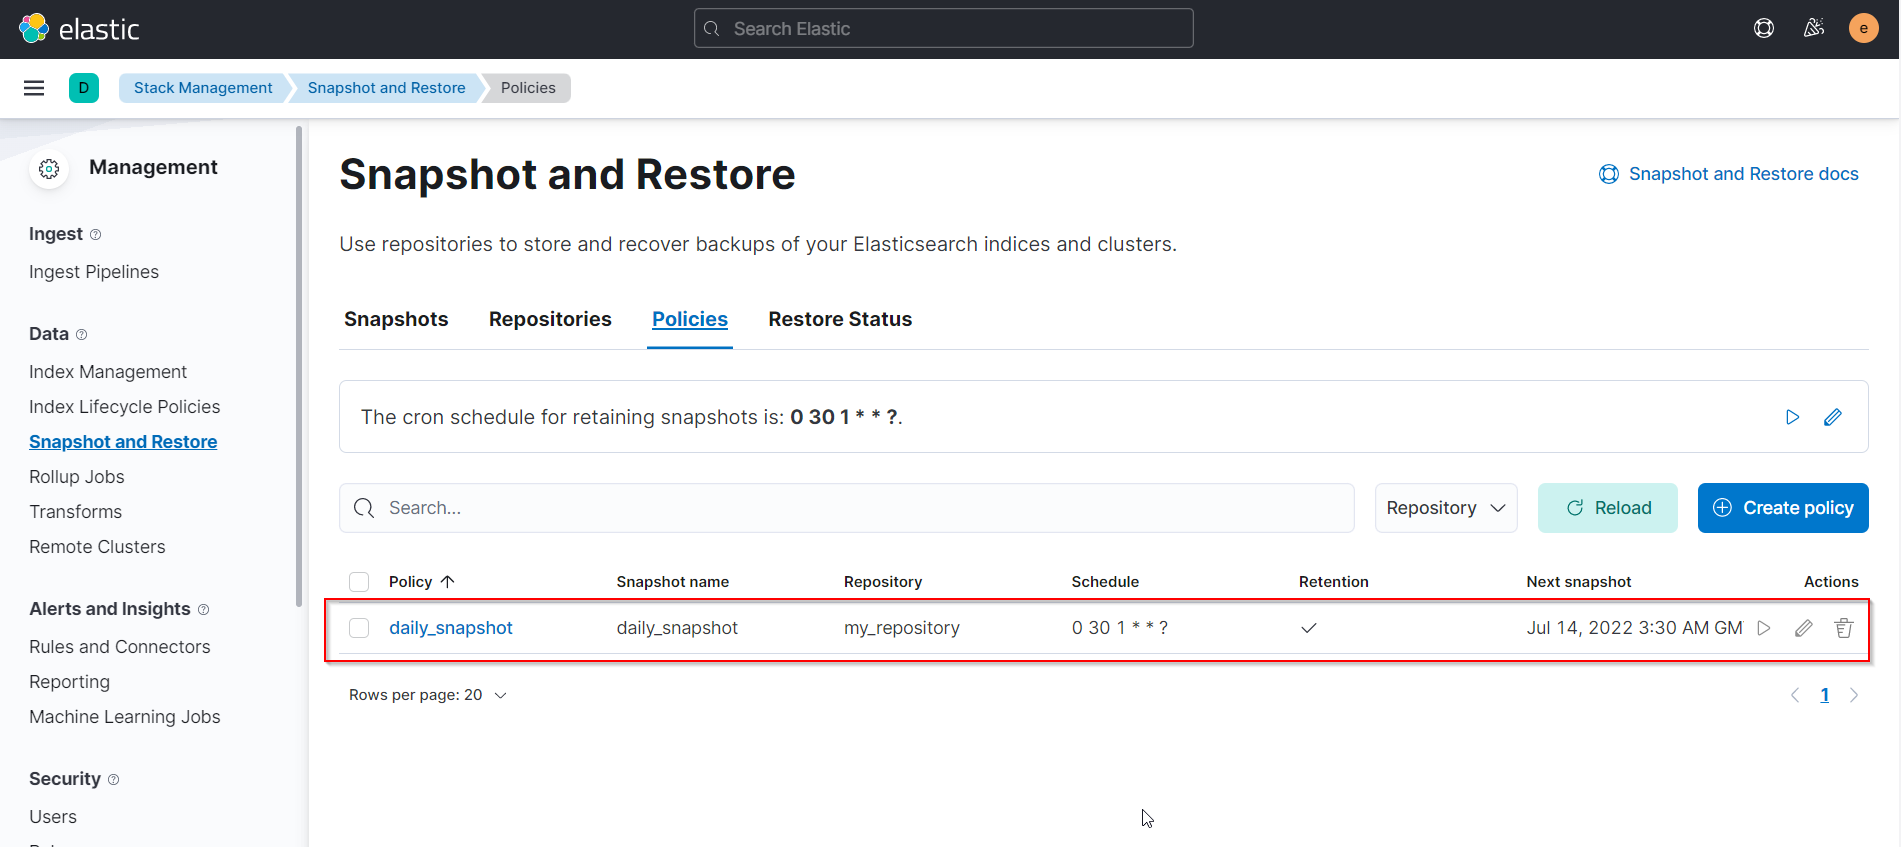 elastic
Search Elastic
e
D
Stack Management
Snapshot and Restore
Policies
Management
Ingest
Ingest Pipelines
Data
Index Management
Index Lifecycle Policies
Snapshot and Restore
Rollup Jobs
Transforms
Remote Clusters
Alerts and Insights
Rules and Connectors
Reporting
Machine Learning Jobs
Security
Users
Snapshot and Restore
Snapshot and Restore docs
Use repositories to store and recover backups of your Elasticsearch indices and clusters.
Snapshots Repositories Policies Restore Status
The cron schedule for retaining snapshots is: 0 30 1 * * ?.
Search...
Repository
Reload
Create policy
Policy Snapshot name Repository Schedule Retention Next snapshot Actions
daily_snapshot daily_snapshot my_repository 0 30 1 * * ? Jul 14, 2022 3:30 AM GM
Rows per page: 20
1